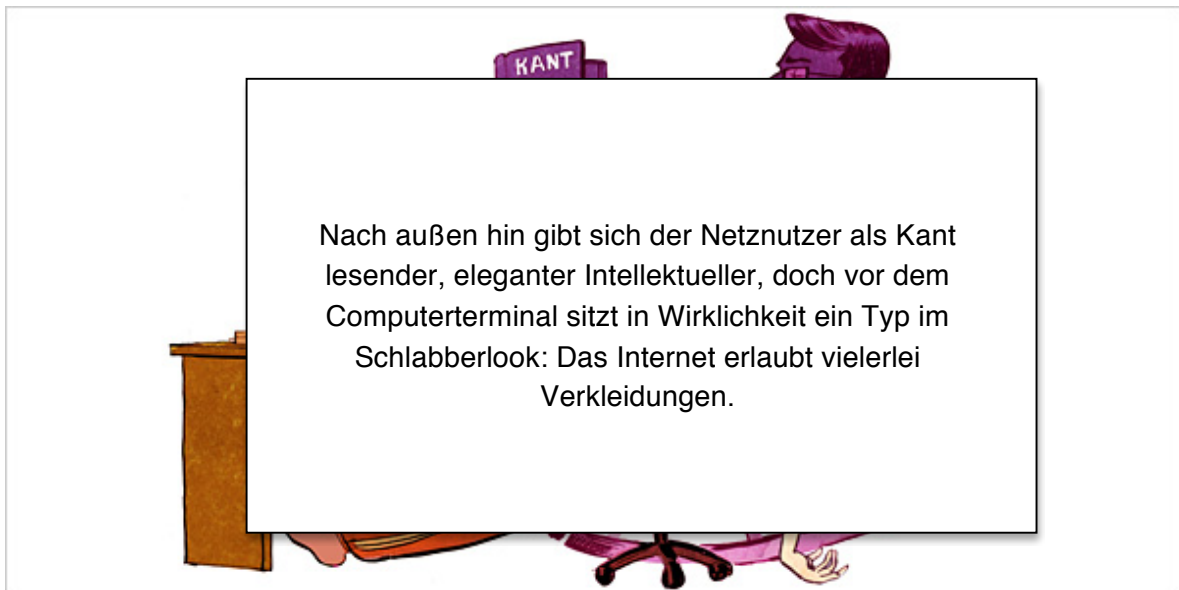 KANT
Nach außen hin gibt sich der Netznutzer als Kant
lesender, eleganter Intellektueller, doch vor dem
Computerterminal sitzt in Wirklichkeit ein Typ im
Schlabberlook: Das Internet erlaubt vielerlei
Verkleidungen.